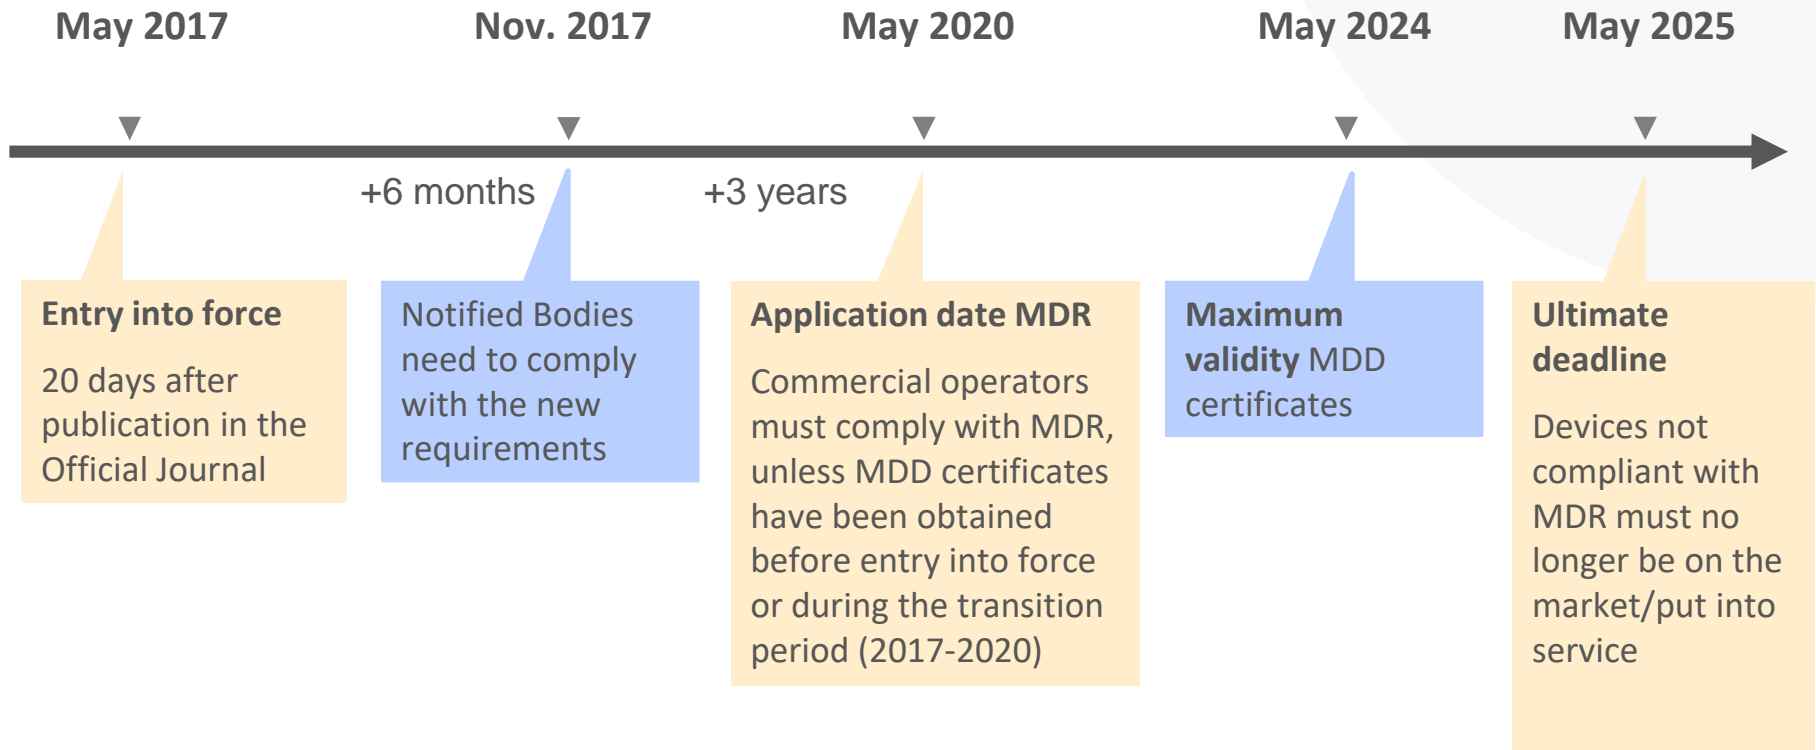 May 2017
Nov. 2017
May 2020
May 2024
May 2025
+6 months
+3 years
Entry into force
20 days after
publication in the
Official Journal
Notified Bodies
need to comply
with the new
requirements
Application date MDR
Commercial operators
must comply with MDR,
unless MDD certificates
have been obtained
before entry into force
or during the transition
period (2017-2020)
Maximum
validity MDD
certificates
Ultimate
deadline
Devices not
compliant with
MDR must no
longer be on the
market/put into
service